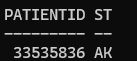 PATIENTID ST
--------- --
33535836 AK